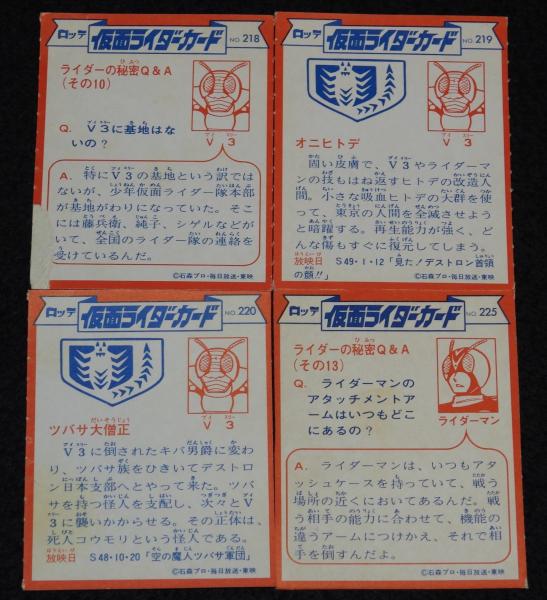 ロッテ 仮面ライダーカード NO.218
ライダーの秘密Q&A
(その10)
V 3
Q. V3に基地はな
いの?
A. 特にV3の基地という訳では
ないが、少年仮面ライダー隊本部
が基地がわりになっていた。そこ
には藤兵衛、純子、シゲルなどが
いて、全国のライダー隊の連絡を
受けているんだ。
©石森プロ・毎日放送・東映
ロッテ 仮面ライダーカード NO.219
V 3
オニヒトデ
固い皮膚で、V3やライダーマ
ンの技もはね返すヒトデの改造人
間。小さな吸血ヒトデの大群を使
って、東京の人間を全滅させよう
と暗躍する。再生能力が強く、ど
んな傷もすぐに復元してしまう。
放映日 S49・1・12「見た!デストロン首領
の顔!!」
©石森プロ・毎日放送・東映
ロッテ 仮面ライダーカード NO.220
V 3
ツバサ大僧正
V3に倒されたキバ男爵に変わ
り、ツバサ族をひきいてデストロ
ン日本支部へとやって来た。ツバ
サを持つ怪人を支配し、次々とV
3に襲いかからせる。その正体は、
死人コウモリという怪人である。
放映日 S48・10・20「空の魔人ツバサ軍団」
©石森プロ・毎日放送・東映
ロッテ 仮面ライダーカード NO.225
ライダーの秘密Q&A
(その13)
Q. ライダーマンの
アタッチメントア
ームはいつもどこ
にあるの?
ライダーマン
A. ライダーマンは、いつもアタ
ッシュケースを持っていて、戦う
場所の近くにおいてあるんだ。戦
う相手の能力に合わせて、機能の
違うアームにつけかえ、それで相
手を倒すんだよ。
©石森プロ・毎日放送・東映